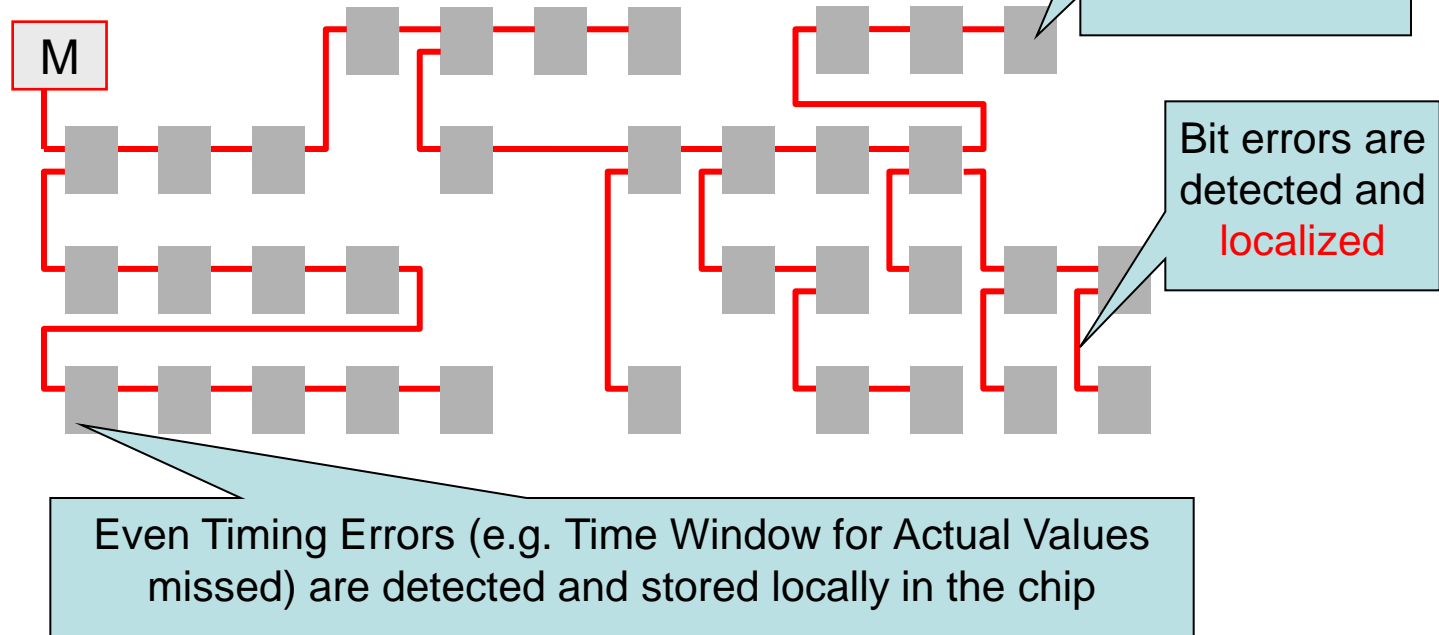 M
Bit errors are
detected and
localized
Even Timing Errors (e.g. Time Window for Actual Values
missed) are detected and stored locally in the chip